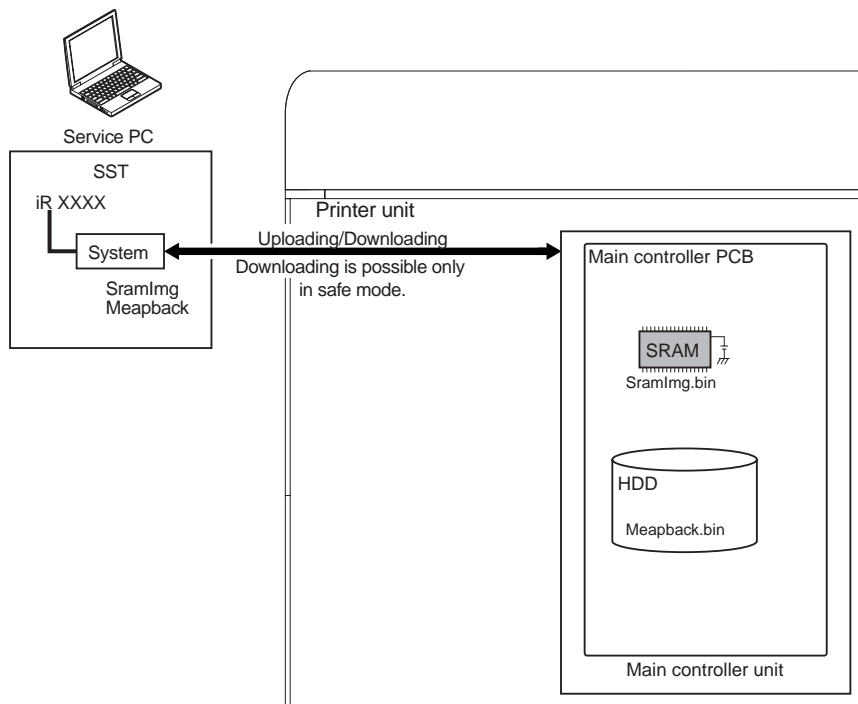 Service PC
SST
iR XXXX
System
SramImg
Meapback
Printer unit
Uploading/Downloading
Downloading is possible only
in safe mode.
Main controller PCB
SRAM
SramImg.bin
HDD
Meapback.bin
Main controller unit